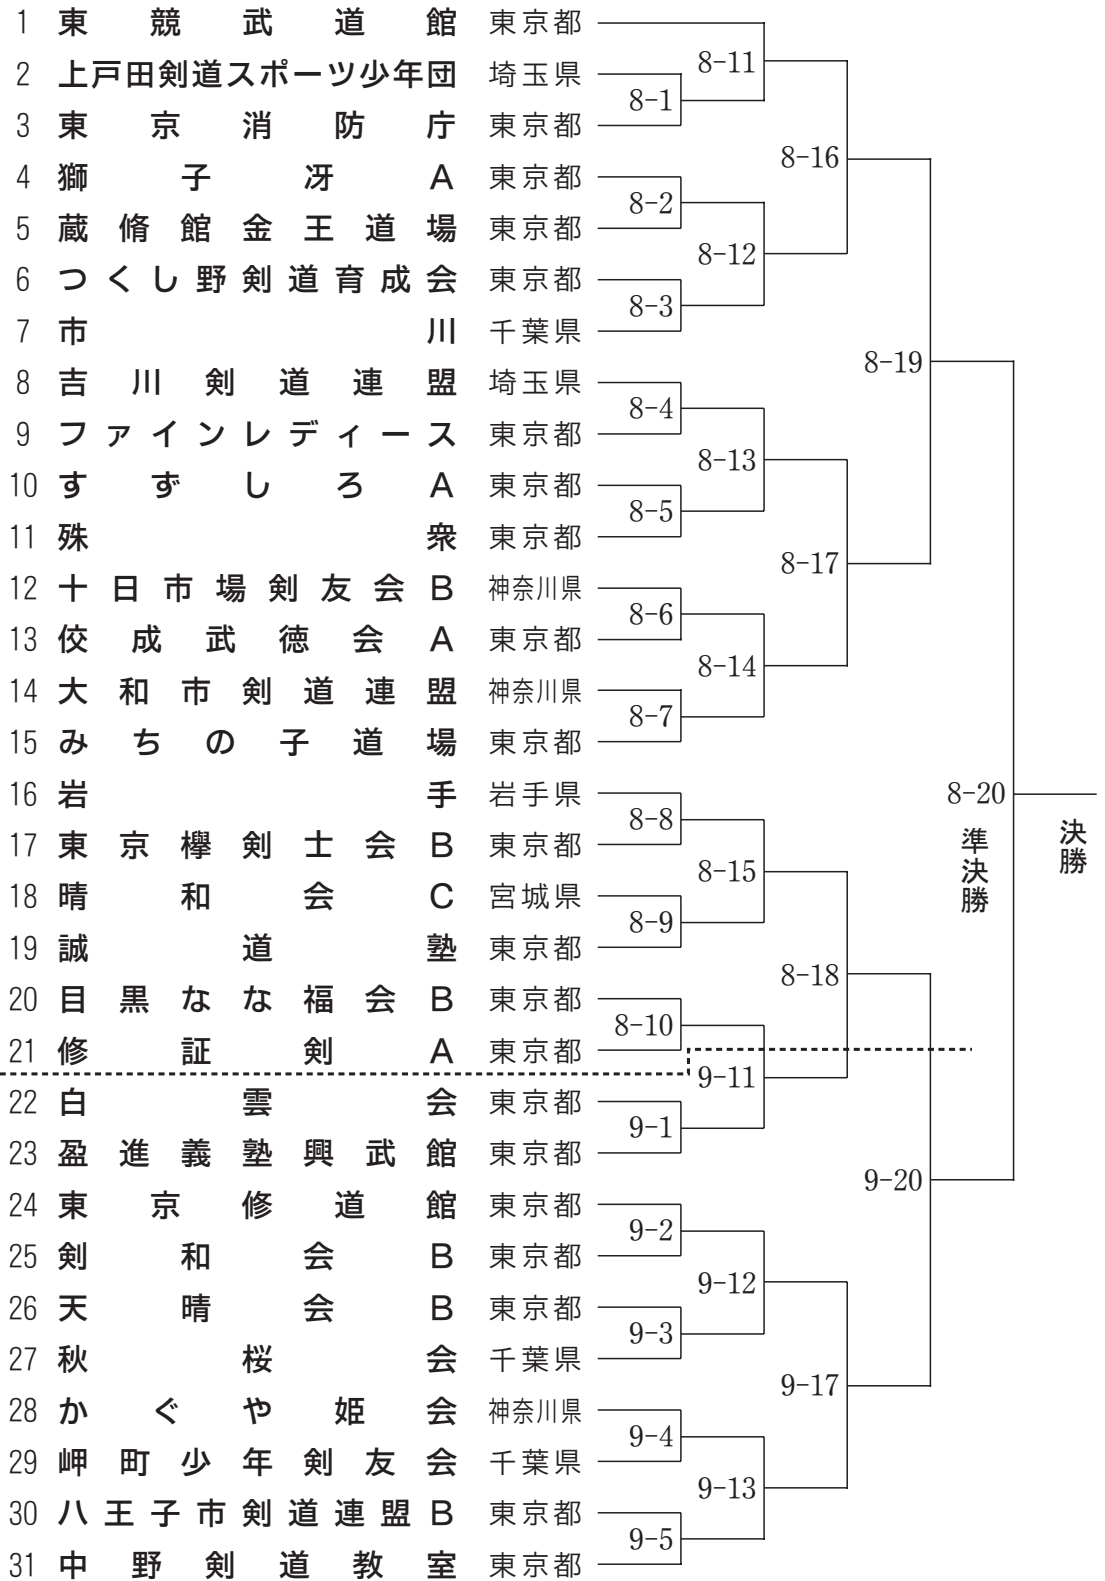 1 東競武道館 東京都
2 上戸田剣道スポーツ少年団 埼玉県
3 東京消防庁 東京都
4 獅子冴A 東京都
5 蔵脩館金王道場 東京都
6 つくし野剣道育成会 東京都
7 市川 千葉県
8 吉川剣道連盟 埼玉県
9 ファインレディース 東京都
10 すずしろA 東京都
11 殊衆 東京都
12 十日市場剣友会B 神奈川県
13 佼成武徳会A 東京都
14 大和市剣道連盟 神奈川県
15 みちの子道場 東京都
16 岩手 岩手県
17 東京欅剣士会B 東京都
18 晴和会C 宮城県
19 誠道塾 東京都
20 目黒なな福会B 東京都
21 修証剣A 東京都
22 白雲会 東京都
23 盈進義塾興武館 東京都
24 東京修道館 東京都
25 剣和会B 東京都
26 天晴会B 東京都
27 秋桜会 千葉県
28 かぐや姫会 神奈川県
29 岬町少年剣友会 千葉県
30 八王子市剣道連盟B 東京都
31 中野剣道教室 東京都
8-1
8-2
8-3
8-4
8-5
8-6
8-7
8-8
8-9
8-10
9-1
9-2
9-3
9-4
9-5
8-11
8-12
8-13
8-14
8-15
9-11
9-12
9-13
8-16
8-17
8-18
9-17
8-19
9-20
8-20
準決勝
決勝